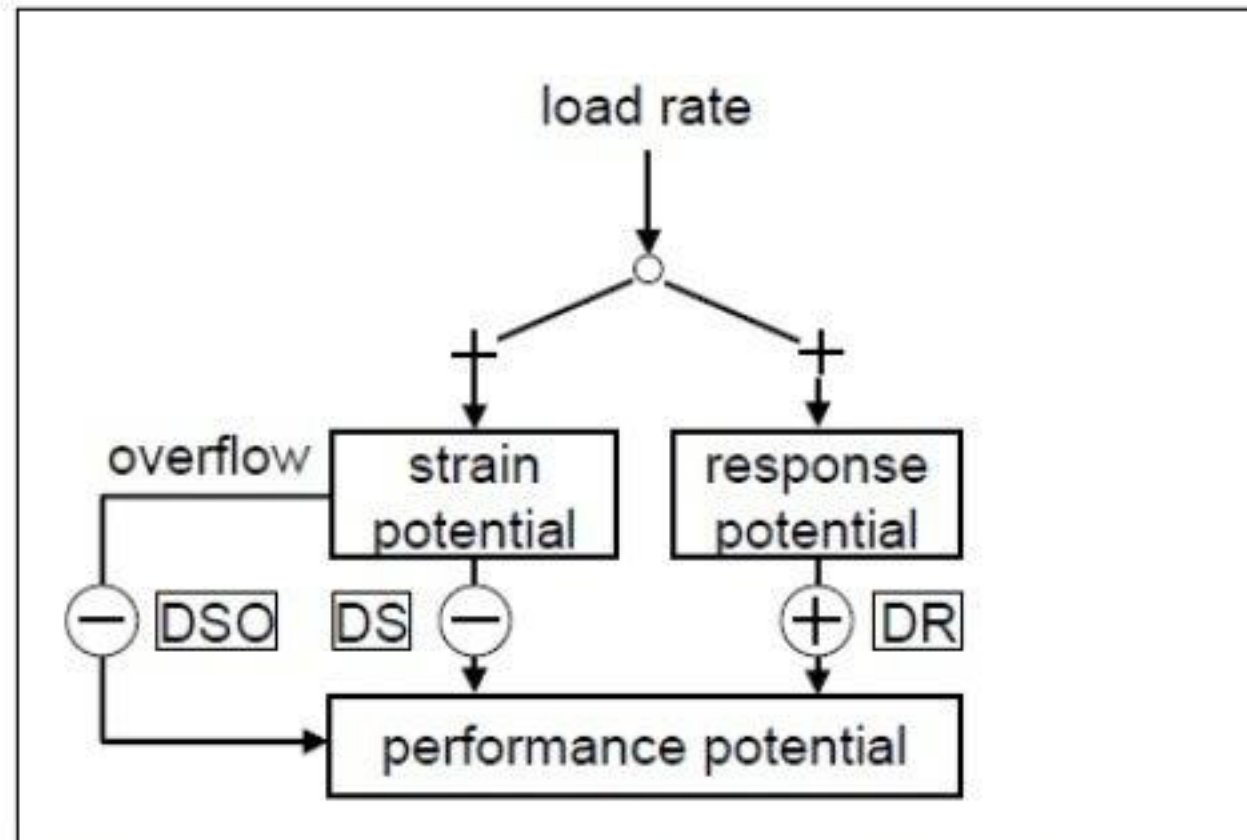 load rate
+ +
overflow
strain
potential
response
potential
− DSO DS − + DR
performance potential